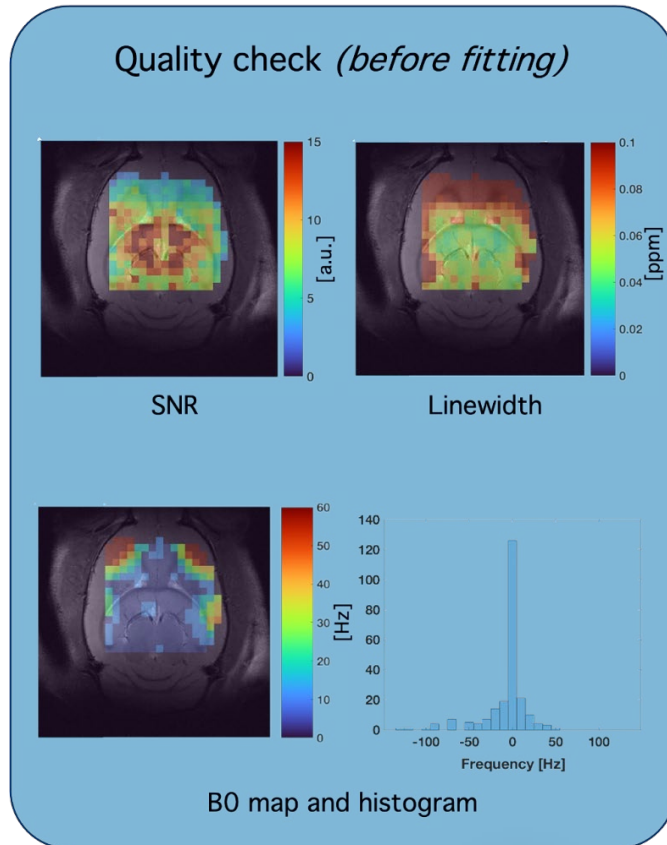 Quality check (before fitting)
15
10
5
0
[a.u.]
SNR
0.1
0.08
0.06
0.04
0.02
0
[ppm]
Linewidth
60
50
40
30
20
10
0
[Hz]
140
120
100
80
60
40
20
0
-100 -50 0 50 100
Frequency [Hz]
B0 map and histogram